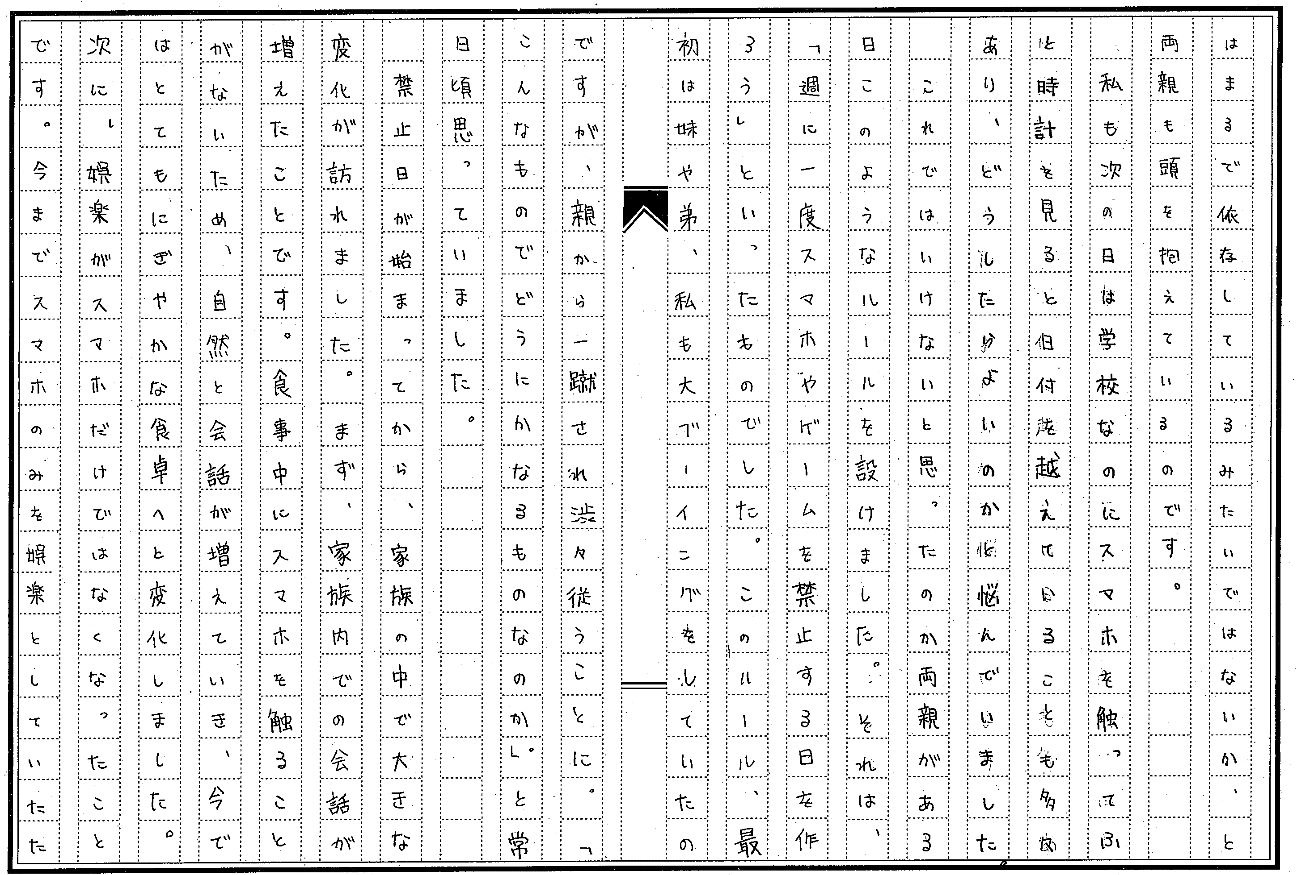 はまるで依存しているみたいではないか、と
両親も頭を抱えているのです。
私も次の日は学校なのにスマホを触ってふ
と時計を見ると日付を越えていることも多々
あり、どうしたらよいのかと悩んでいました。
これではいけないと思ったのか両親がある
日このようなルールを設けました。それは、
「週に一度スマホやゲームを禁止する日を作
ろう」といったものでした。このルール、最
初は妹や弟、私も大ブーイングをしていたの
ですが、親から一蹴され渋々従うことに。「
こんなものでどうにかなるものなのか」。と常
日頃思っていました。
禁止日が始まってから、家族の中で大きな
変化が訪れました。まず、家族内での会話が
増えたことです。食事中にスマホを触ること
がないため、自然と会話が増えていき、今で
はとてもにぎやかな食卓へと変化しました。
次に、娯楽がスマホだけではなくなったこと
です。今までスマホのみを娯楽としていたた